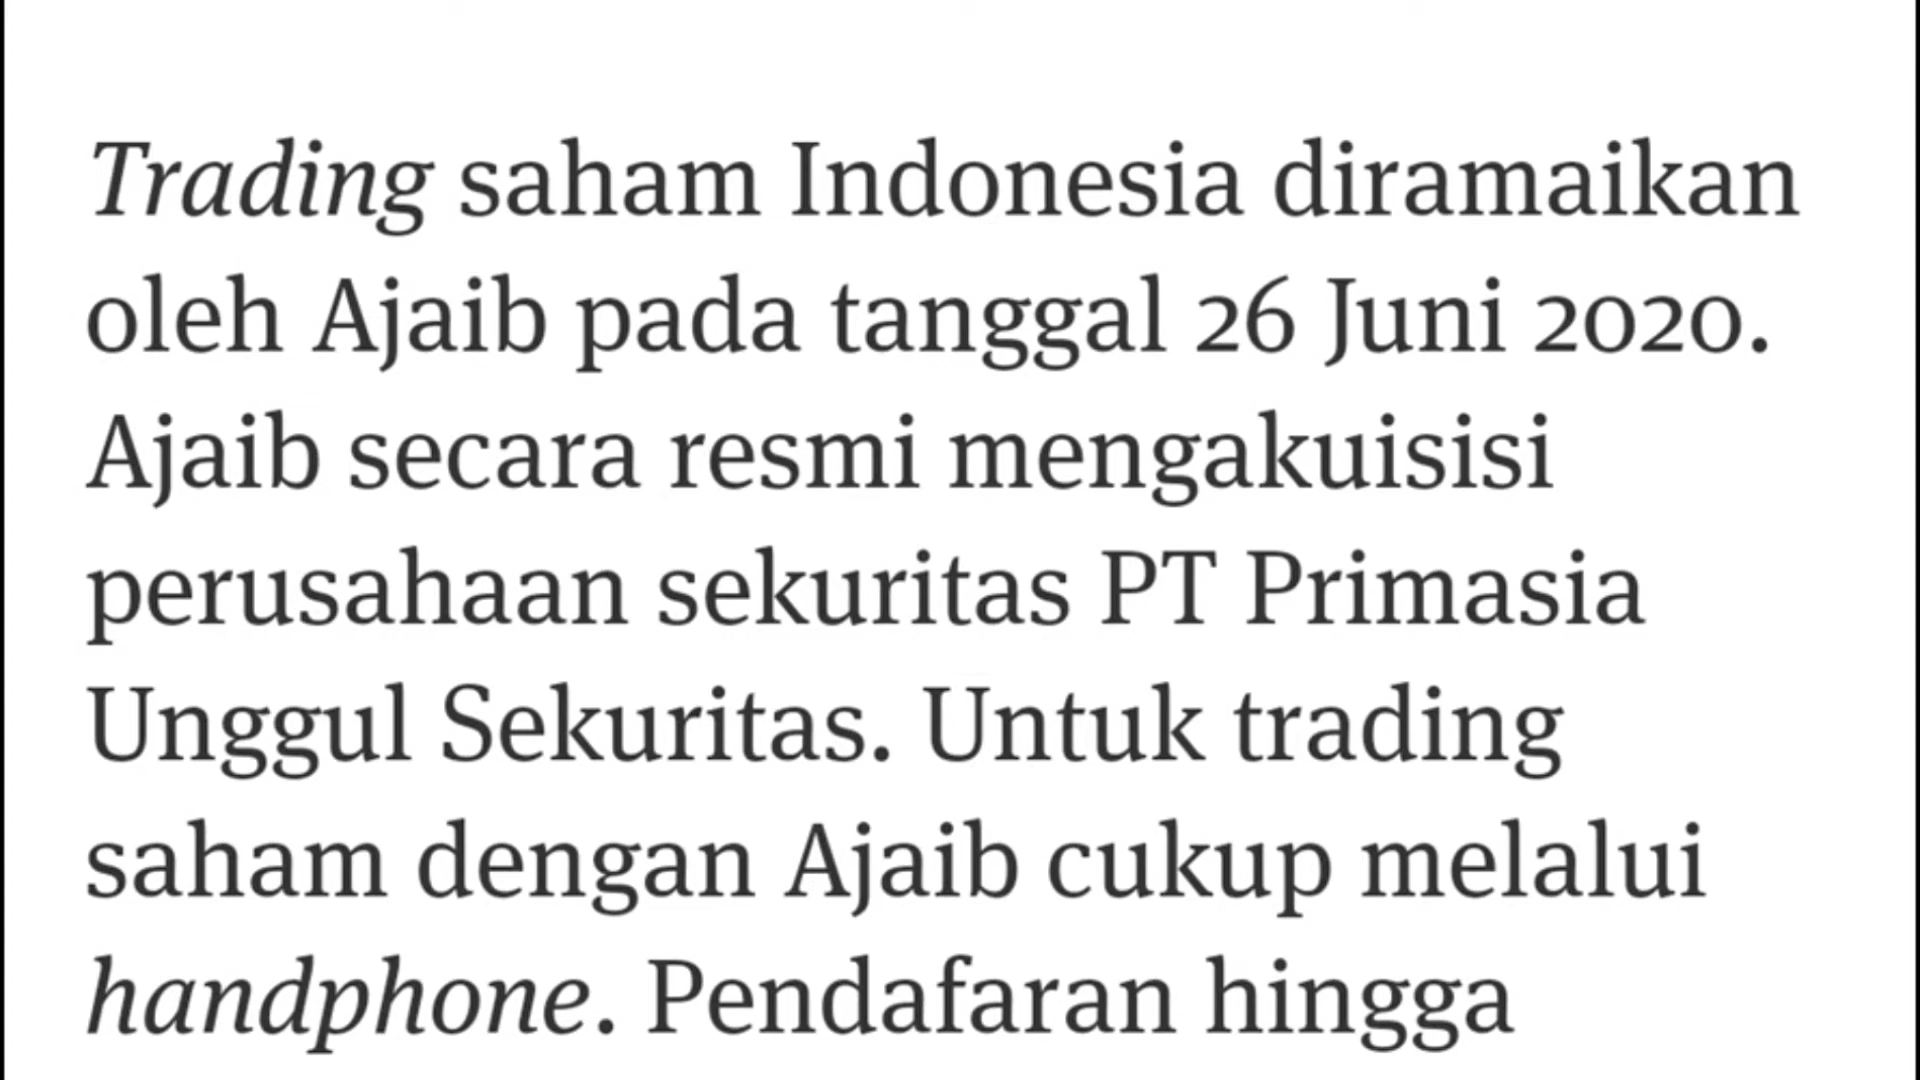 Trading saham Indonesia diramaikan
oleh Ajaib pada tanggal 26 Juni 2020.
Ajaib secara resmi mengakuisisi
perusahaan sekuritas PT Primasia
Unggul Sekuritas. Untuk trading
saham dengan Ajaib cukup melalui
handphone. Pendafaran hingga